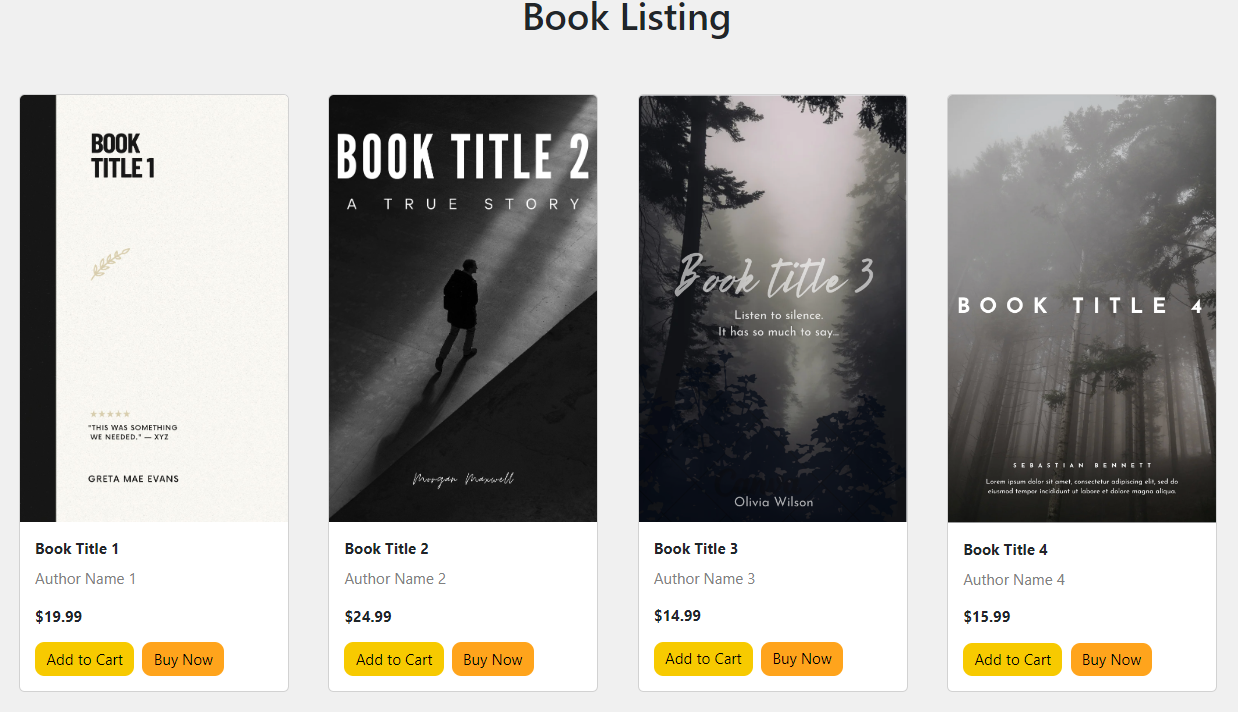 Book Listing
BOOK
TITLE 1
★★★★★
"THIS WAS SOMETHING
WE NEEDED." — XYZ
GRETA MAE EVANS
Book Title 1
Author Name 1
$19.99
Add to Cart
Buy Now
BOOK TITLE 2
A TRUE STORY
Morgan Maxwell
Book Title 2
Author Name 2
$24.99
Add to Cart
Buy Now
Book title 3
Listen to silence.
It has so much to say...
Olivia Wilson
Book Title 3
Author Name 3
$14.99
Add to Cart
Buy Now
BOOK TITLE 4
SEBASTIAN BENNETT
Lorem ipsum dolor sit amet, consectetur adipiscing elit, sed do
eiusmod tempor incididunt ut labore et dolore magna aliqua.
Book Title 4
Author Name 4
$15.99
Add to Cart
Buy Now